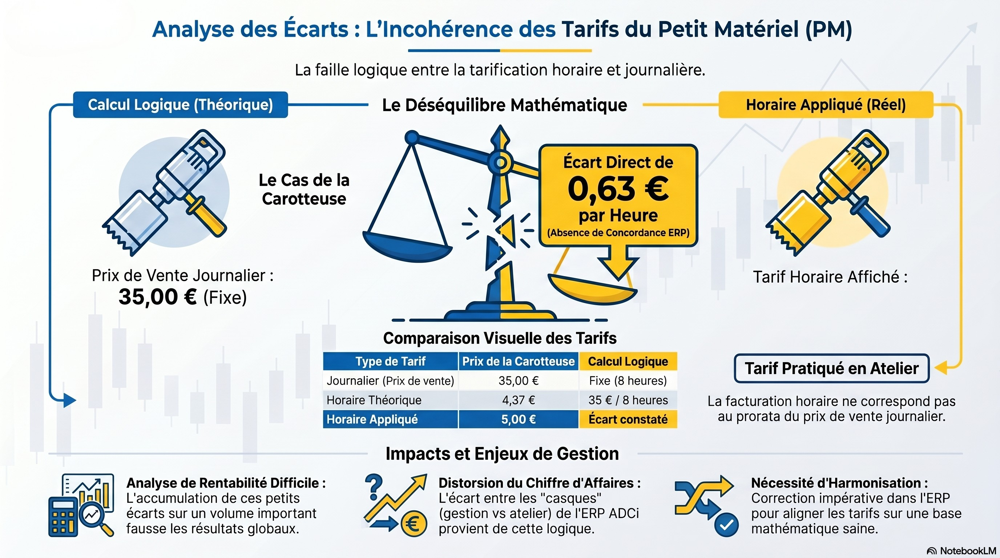 Analyse des Écarts : L'Incohérence des Tarifs du Petit Matériel (PM)
La faille logique entre la tarification horaire et journalière.
Calcul Logique (Théorique)
Le Déséquilibre Mathématique
Horaire Appliqué (Réel)
Le Cas de la
Carotteuse
Écart Direct de
0,63 €
par Heure
(Absence de Concordance ERP)
Prix de Vente Journalier :
35,00 € (Fixe)
Tarif Horaire Affiché :
Comparaison Visuelle des Tarifs
Type de Tarif Prix de la Carotteuse Calcul Logique
Journalier (Prix de vente) 35,00 € Fixe (8 heures)
Horaire Théorique 4,37 € 35 € / 8 heures
Horaire Appliqué 5,00 € Écart constaté
Tarif Pratiqué en Atelier
La facturation horaire ne correspond pas
au prorata du prix de vente journalier.
Impacts et Enjeux de Gestion
Analyse de Rentabilité Difficile :
L'accumulation de ces petits
écarts sur un volume important
fausse les résultats globaux.
?
€
Distorsion du Chiffre d'Affaires :
L'écart entre les "casques"
(gestion vs atelier) de l'ERP ADCi
provient de cette logique.
Nécessité d'Harmonisation :
Correction impérative dans l'ERP
pour aligner les tarifs sur une base
mathématique saine.
NotebookLM